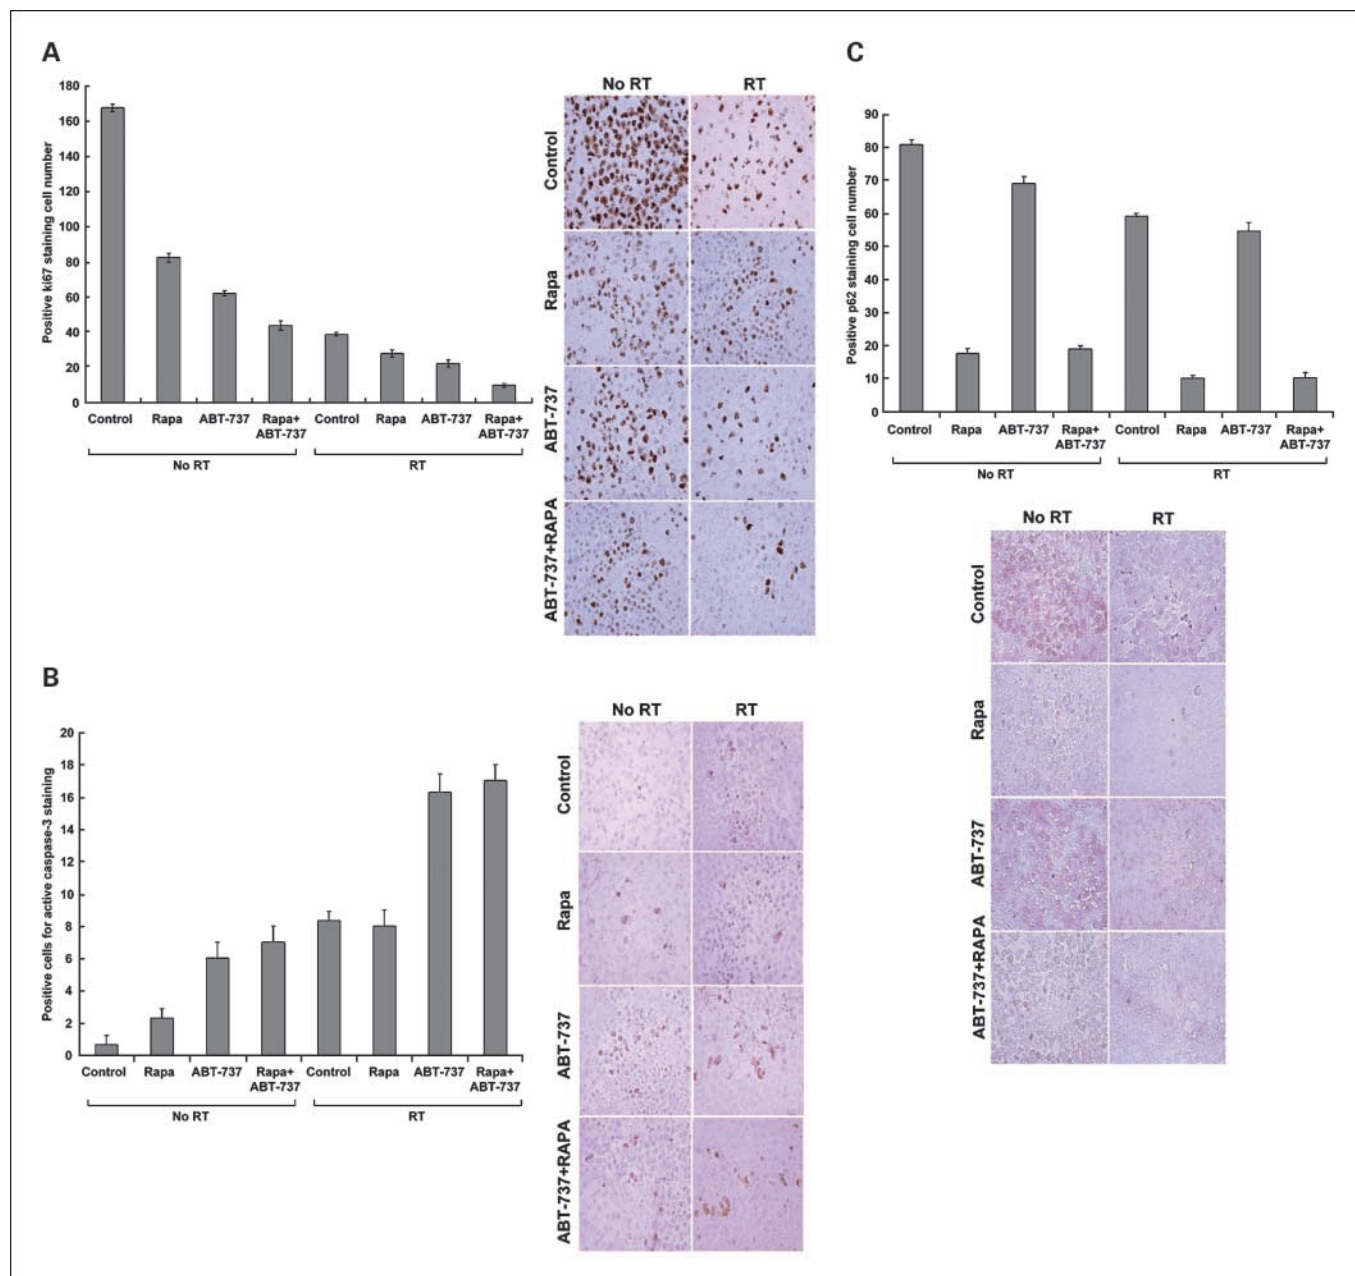 A
180
160
140
120
100
80
60
40
20
0
Positive ki67 staining cell number
Control Rapa ABT-737 Rapa+ Control Rapa ABT-737 Rapa+
ABT-737 ABT-737
No RT RT
No RT RT
Control
Rapa
ABT-737
ABT-737+RAPA
B
20
18
16
14
12
10
8
6
4
2
0
Positive cells for active caspase-3 staining
Control Rapa ABT-737 Rapa+ Control Rapa ABT-737 Rapa+
ABT-737 ABT-737
No RT RT
No RT RT
Control
Rapa
ABT-737
ABT-737+RAPA
C
90
80
70
60
50
40
30
20
10
0
Positive p62 staining cell number
Control Rapa ABT-737 Rapa+ Control Rapa ABT-737 Rapa+
ABT-737 ABT-737
No RT RT
No RT RT
Control
Rapa
ABT-737
ABT-737+RAPA